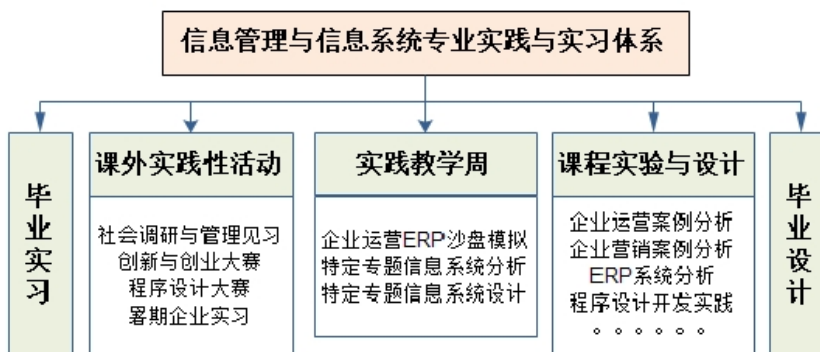 信息管理与信息系统专业实践与实习体系
毕业实习
课外实践性活动
社会调研与管理见习
创新与创业大赛
程序设计大赛
暑期企业实习
实践教学周
企业运营ERP沙盘模拟
特定专题信息系统分析
特定专题信息系统设计
课程实验与设计
企业运营案例分析
企业营销案例分析
ERP系统分析
程序设计开发实践
。。。。。。
毕业设计